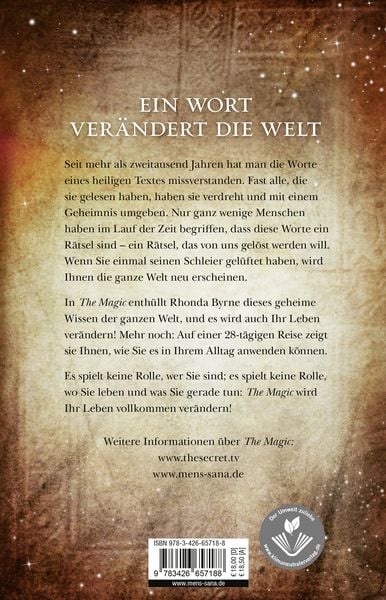 EIN WORT
VERÄNDERT DIE WELT
Seit mehr als zweitausend Jahren hat man die Worte
eines heiligen Textes missverstanden. Fast alle, die
sie gelesen haben, haben sie verdreht und mit einem
Geheimnis umgeben. Nur ganz wenige Menschen
haben im Lauf der Zeit begriffen, dass diese Worte ein
Rätsel sind – ein Rätsel, das von uns gelöst werden will.
Wenn Sie einmal seinen Schleier gelüftet haben, wird
Ihnen die ganze Welt neu erscheinen.
In The Magic enthüllt Rhonda Byrne dieses geheime
Wissen der ganzen Welt, und es wird auch Ihr Leben
verändern! Mehr noch: Auf einer 28-tägigen Reise zeigt
sie Ihnen, wie Sie es in Ihrem Alltag anwenden können.
Es spielt keine Rolle, wer Sie sind; es spielt keine Rolle,
wo Sie leben und was Sie gerade tun: The Magic wird
Ihr Leben vollkommen verändern!
Weitere Informationen über The Magic:
www.thesecret.tv
www.mens-sana.de
ISBN 978-3-426-65718-8
9 783426 657188
€ 18,00 [D]
€ 18,50 [A]
Der Umwelt zuliebe
www.klimaneutralerverlag.de